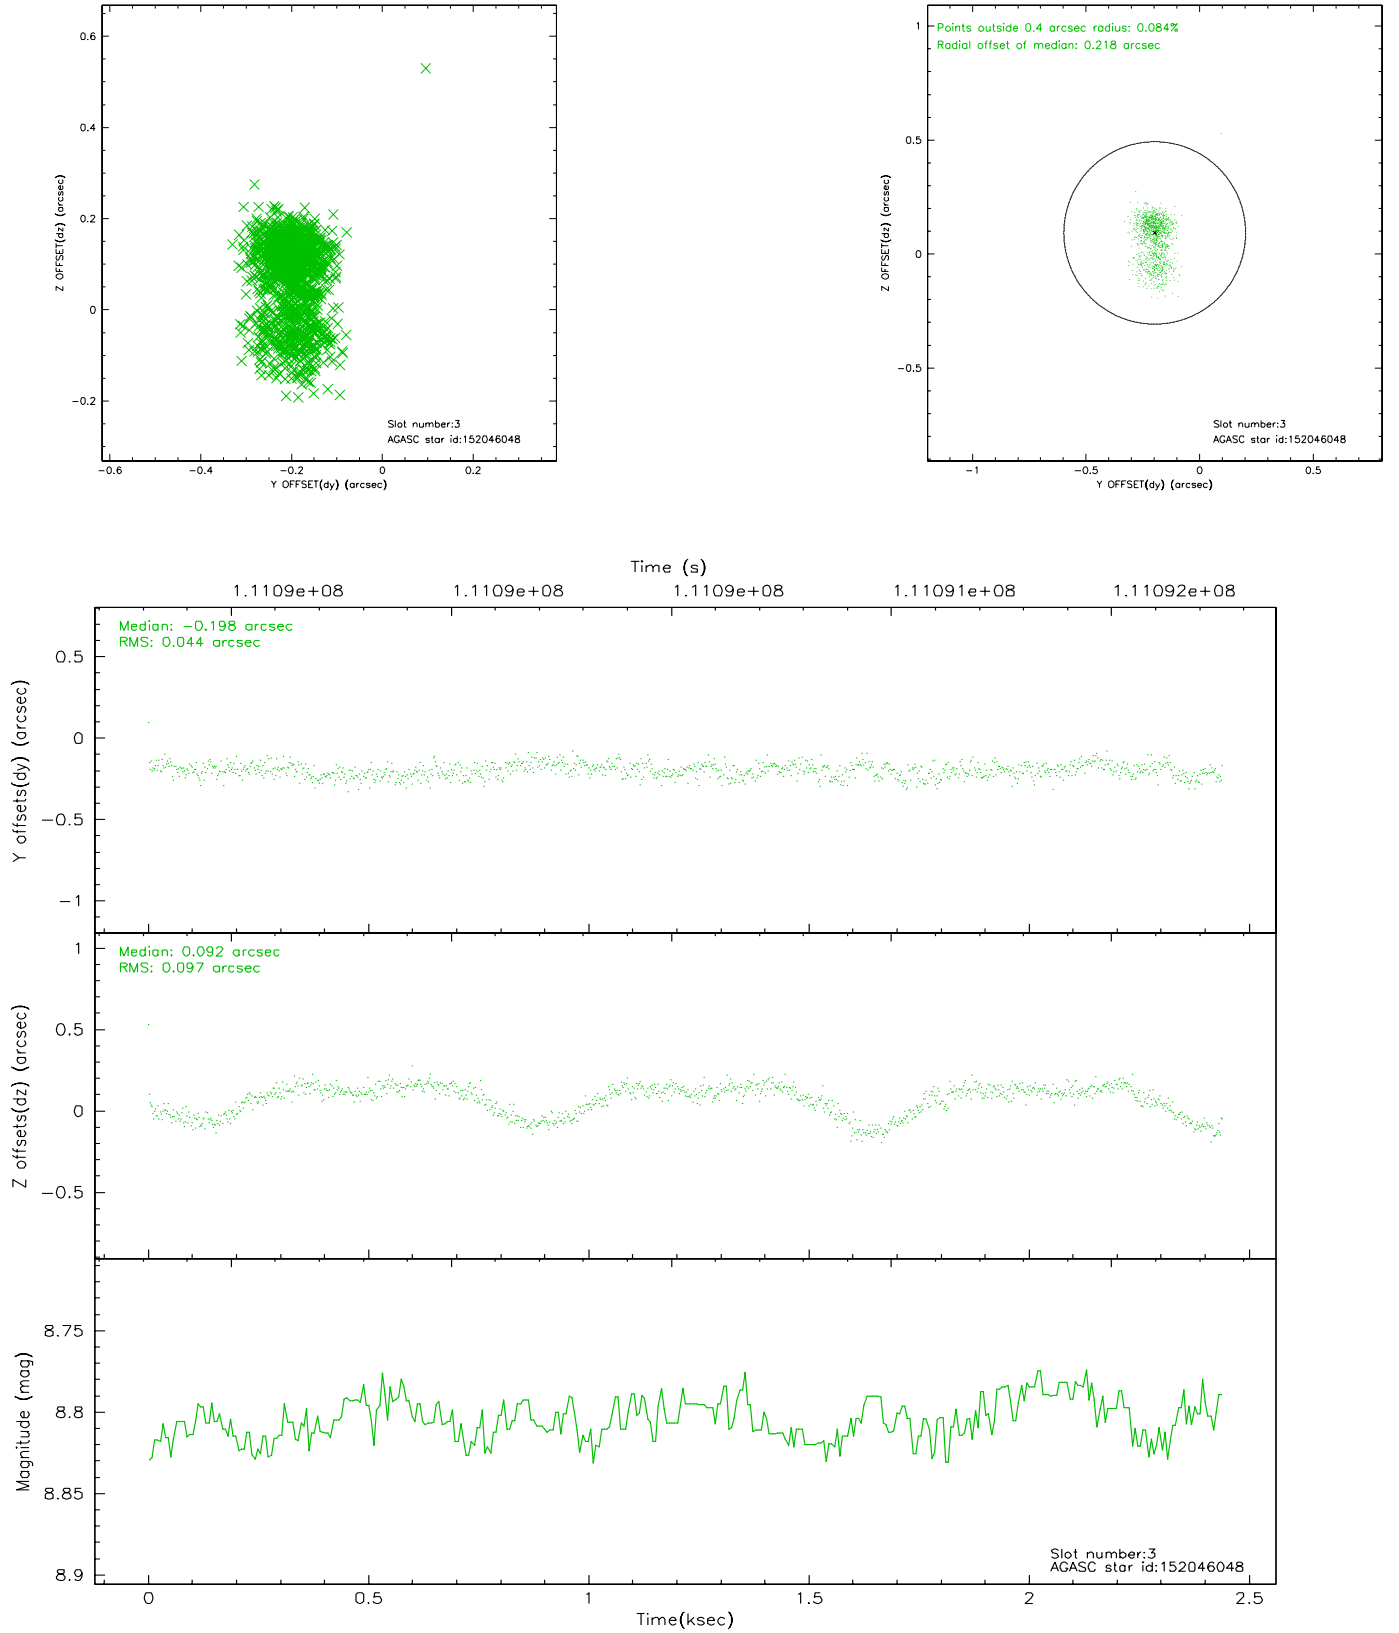 0.6
0.4
0.2
0
−0.2
Z OFFSET(dz) (arcsec)
Slot number:3
AGASC star id:152046048
−0.6 −0.4 −0.2 0 0.2
Y OFFSET(dy) (arcsec)
Points outside 0.4 arcsec radius: 0.084%
Radial offset of median: 0.218 arcsec
1
0.5
0
−0.5
Z OFFSET(dz) (arcsec)
Slot number:3
AGASC star id:152046048
−1 −0.5 0 0.5
Y OFFSET(dy) (arcsec)
Time (s)
1.1109e+08 1.1109e+08 1.1109e+08 1.11091e+08 1.11092e+08
Median: −0.198 arcsec
RMS: 0.044 arcsec
0.5
0
−0.5
−1
Y offsets(dy) (arcsec)
Median: 0.092 arcsec
RMS: 0.097 arcsec
1
0.5
0
−0.5
Z offsets(dz) (arcsec)
8.75
8.8
8.85
8.9
Magnitude (mag)
Slot number:3
AGASC star id:152046048
0 0.5 1 1.5 2 2.5
Time(ksec)